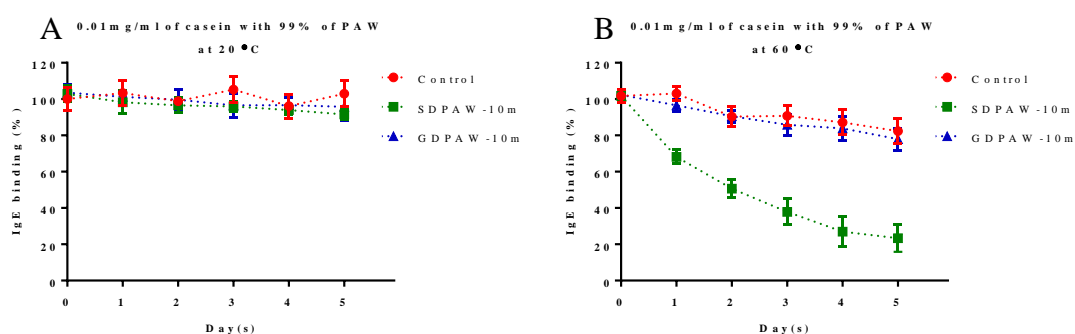 A
0.01mg/ml of casein with 99% of PAW
at 20 •C
IgE binding (%)
120
100
80
60
40
20
0
0 1 2 3 4 5
Day(s)
Control
SDPAW-10m
GDPAW-10m
B
0.01mg/ml of casein with 99% of PAW
at 60 •C
IgE binding (%)
120
100
80
60
40
20
0
0 1 2 3 4 5
Day(s)
Control
SDPAW-10m
GDPAW-10m